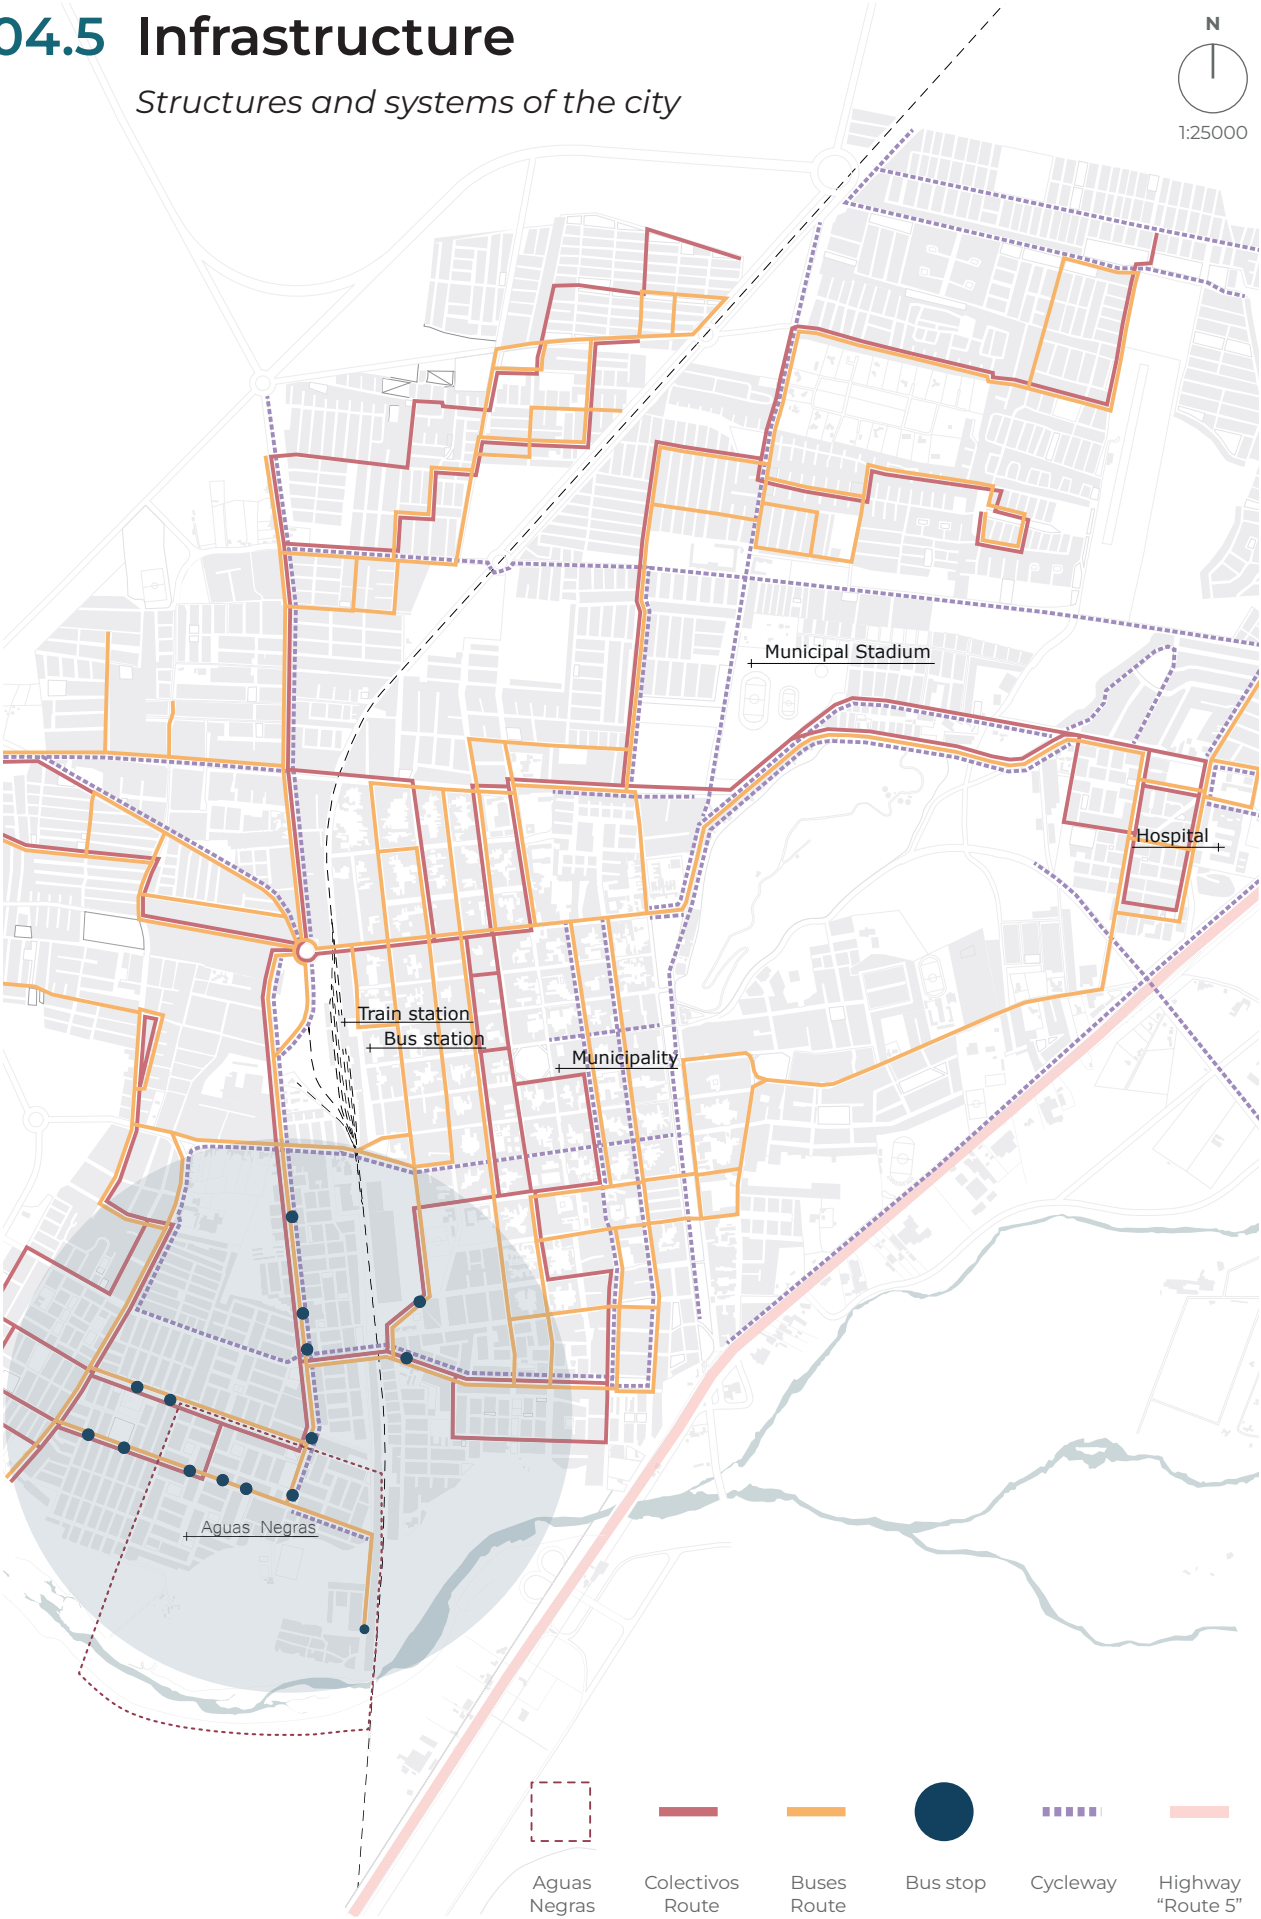 04.5 Infrastructure
Structures and systems of the city
N
1:25000
Municipal Stadium
Hospital
Train station
Bus station
Municipality
Aguas Negras
Aguas
Negras
Colectivos
Route
Buses
Route
Bus stop
Cycleway
Highway
“Route 5”